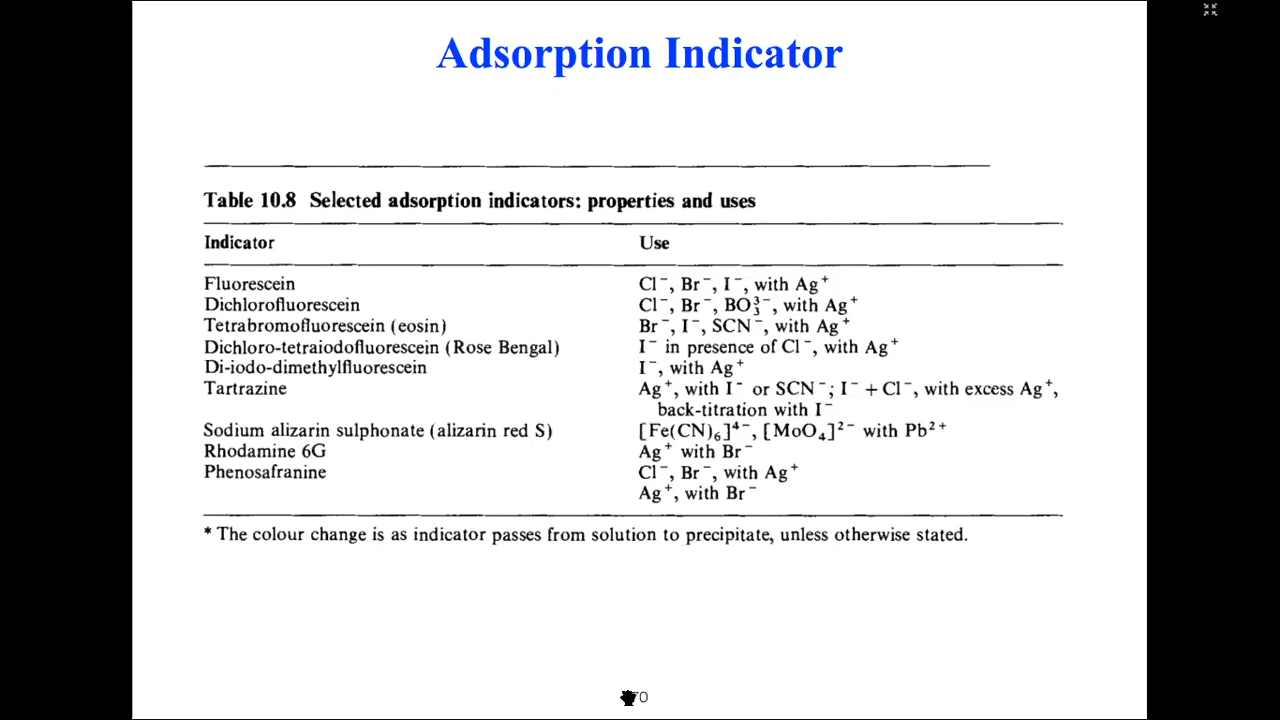 Adsorption Indicator
Table 10.8 Selected adsorption indicators: properties and uses
Indicator Use
Fluorescein Cl⁻, Br⁻, I⁻, with Ag⁺
Dichlorofluorescein Cl⁻, Br⁻, BO₃³⁻, with Ag⁺
Tetrabromofluorescein (eosin) Br⁻, I⁻, SCN⁻, with Ag⁺
Dichloro-tetraiodofluorescein (Rose Bengal) I⁻ in presence of Cl⁻, with Ag⁺
Di-iodo-dimethylfluorescein I⁻, with Ag⁺
Tartrazine Ag⁺, with I⁻ or SCN⁻; I⁻ + Cl⁻, with excess Ag⁺,
back-titration with I⁻
Sodium alizarin sulphonate (alizarin red S) [Fe(CN)₆]⁴⁻, [MoO₄]²⁻ with Pb²⁺
Rhodamine 6G Ag⁺ with Br⁻
Phenosafranine Cl⁻, Br⁻, with Ag⁺
Ag⁺, with Br⁻
* The colour change is as indicator passes from solution to precipitate, unless otherwise stated.